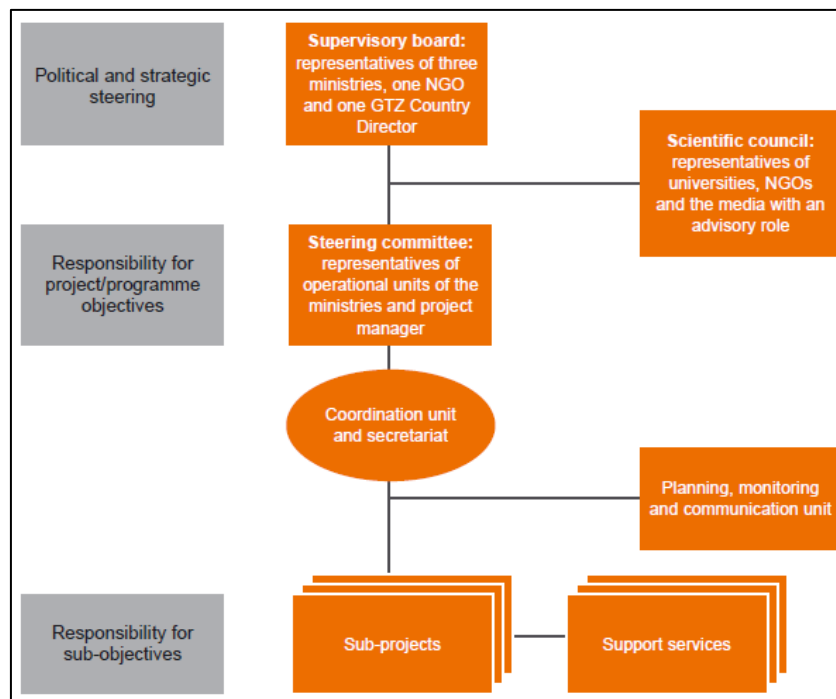 Political and strategic
steering
Supervisory board:
representatives of three
ministries, one NGO
and one GTZ Country
Director
Scientific council:
representatives of
universities, NGOs
and the media with an
advisory role
Responsibility for
project/programme
objectives
Steering committee:
representatives of
operational units of the
ministries and project
manager
Coordination unit
and secretariat
Planning, monitoring
and communication unit
Responsibility for
sub-objectives
Sub-projects
Support services